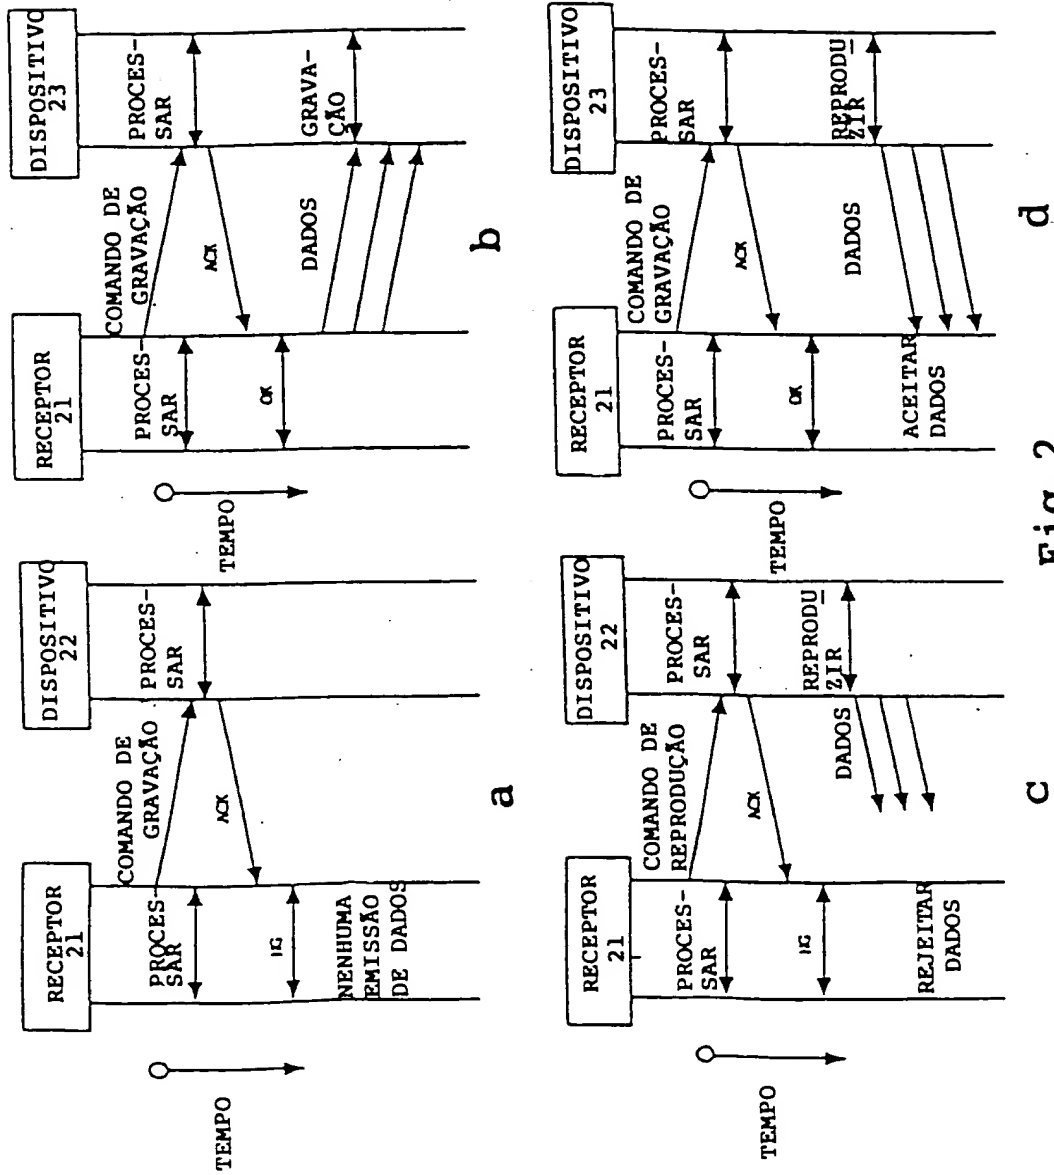 RECEPTOR
21
DISPOSITIVO
22
COMANDO DE
GRAVAÇÃO
PROCES-
SAR
PROCES-
SAR
ACK
NG
NENHUMA
EMISSÃO
DE DADOS
TEMPO
a
RECEPTOR
21
DISPOSITIVO
23
COMANDO DE
GRAVAÇÃO
PROCES-
SAR
PROCES-
SAR
ACK
OK
DADOS
GRAVA-
ÇÃO
TEMPO
b
RECEPTOR
21
DISPOSITIVO
22
COMANDO DE
REPRODUÇÃO
PROCES-
SAR
PROCES-
SAR
ACK
NG
REPRODU
ZIR
DADOS
REJEITAR
DADOS
TEMPO
c
RECEPTOR
21
DISPOSITIVO
23
COMANDO DE
GRAVAÇÃO
PROCES-
SAR
PROCES-
SAR
ACK
OK
REPRODU
ZIR
DADOS
ACEITAR
DADOS
TEMPO
d
Fig 2